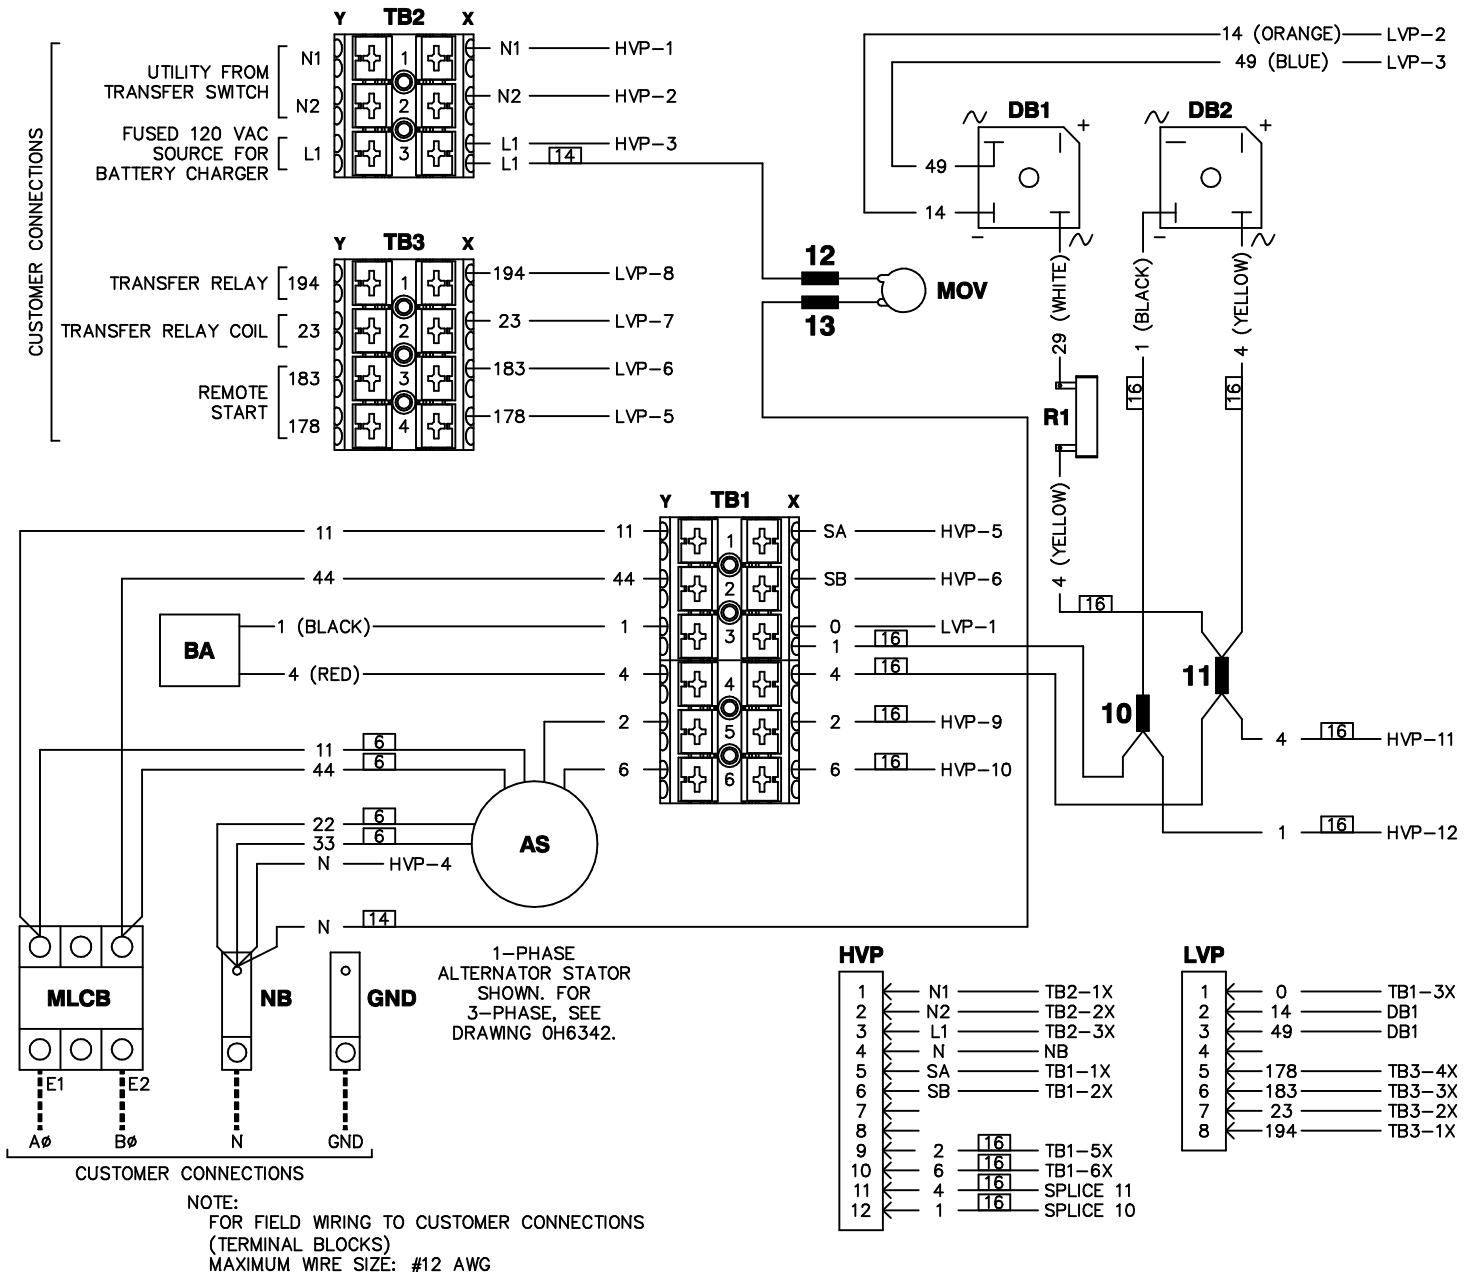 Y TB2 X
N1 1 N1 HVP-1
UTILITY FROM
TRANSFER SWITCH
N2 2 N2 HVP-2
FUSED 120 VAC
SOURCE FOR
BATTERY CHARGER
L1 3 L1 HVP-3
L1 14
CUSTOMER CONNECTIONS
Y TB3 X
TRANSFER RELAY 194 1 194 LVP-8
TRANSFER RELAY COIL 23 2 23 LVP-7
REMOTE
START
183 3 183 LVP-6
178 4 178 LVP-5
14 (ORANGE) LVP-2
49 (BLUE) LVP-3
DB1
DB2
+
+
49
14
-
-
12
13
MOV
29 (WHITE)
1 (BLACK)
4 (YELLOW)
16
16
R1
4 (YELLOW)
16
Y TB1 X
11 11 1 SA HVP-5
44 44 2 SB HVP-6
BA
1 (BLACK) 1 3 0 LVP-1
1 16
4 (RED) 4 4 4 16
2 5 2 16 HVP-9
6 6 6 16 HVP-10
11
10
4 16 HVP-11
1 16 HVP-12
11 6
44 6
22 6
33 6
N HVP-4
AS
N 14
1-PHASE
ALTERNATOR STATOR
SHOWN. FOR
3-PHASE, SEE
DRAWING 0H6342.
MLCB
NB
GND
E1 E2
AØ BØ N GND
CUSTOMER CONNECTIONS
NOTE:
FOR FIELD WIRING TO CUSTOMER CONNECTIONS
(TERMINAL BLOCKS)
MAXIMUM WIRE SIZE: #12 AWG
HVP
1 N1 TB2-1X
2 N2 TB2-2X
3 L1 TB2-3X
4 N NB
5 SA TB1-1X
6 SB TB1-2X
7
8
9 2 16 TB1-5X
10 6 16 TB1-6X
11 4 16 SPLICE 11
12 1 16 SPLICE 10
LVP
1 0 TB1-3X
2 14 DB1
3 49 DB1
4
5 178 TB3-4X
6 183 TB3-3X
7 23 TB3-2X
8 194 TB3-1X